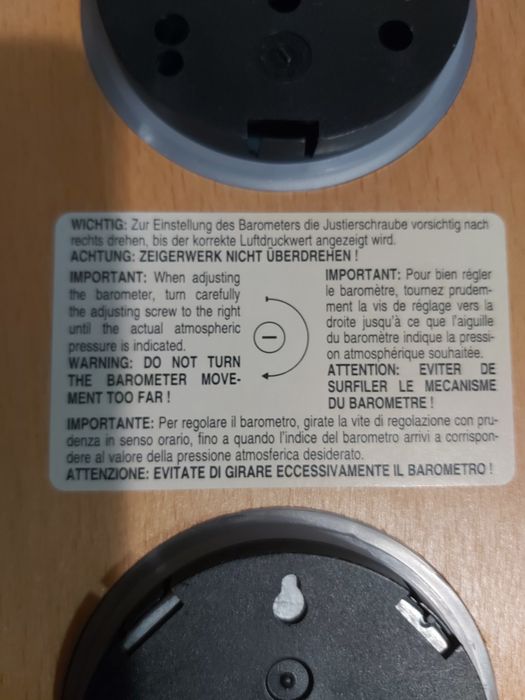 WICHTIG: Zur Einstellung des Barometers die Justierschraube vorsichtig nach
rechts drehen, bis der korrekte Luftdruckwert angezeigt wird.
ACHTUNG: ZEIGERWERK NICHT ÜBERDREHEN !
IMPORTANT: When adjusting
the barometer, turn carefully
the adjusting screw to the right
until the actual atmospheric
pressure is indicated.
WARNING: DO NOT TURN
THE BAROMETER MOVE-
MENT TOO FAR !
IMPORTANT: Pour bien régler
le baromètre, tournez prudem-
ment la vis de réglage vers la
droite jusqu'à ce que l'aiguille
du baromètre indique la pressi-
on atmosphérique souhaitée.
ATTENTION: EVITER DE
SURFILER LE MECANISME
DU BAROMETRE !
IMPORTANTE: Per regolare il barometro, girate la vite di regolazione con pru-
denza in senso orario, fino a quando l'indice del barometro arrivi a corrispon-
dere al valore della pressione atmosferica desiderato.
ATTENZIONE: EVITATE DI GIRARE ECCESSIVAMENTE IL BAROMETRO !